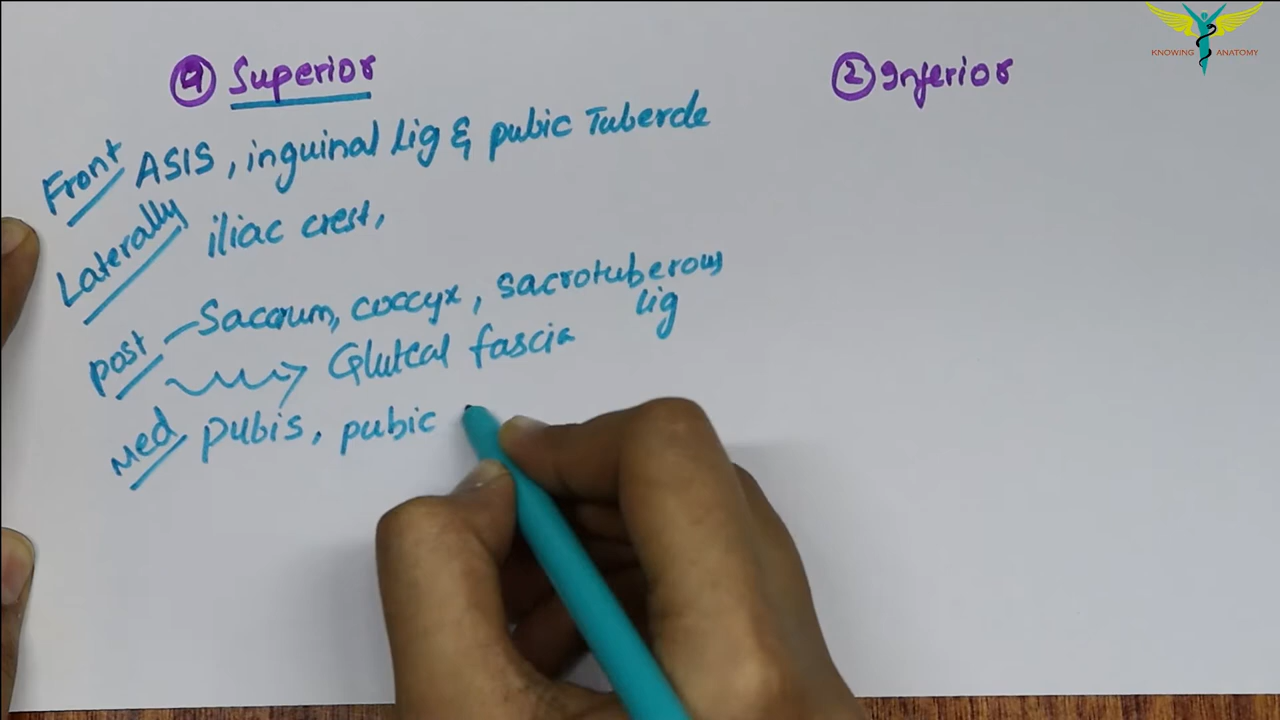 ④ Superior
② Inferior
Front ASIS, inguinal Lig & pubic Tubercle
Laterally iliac crest,
post - Sacrum, coccyx, sacrotuberous
lig
Gluteal fascia
Med pubis, pubic
KNOWING ANATOMY